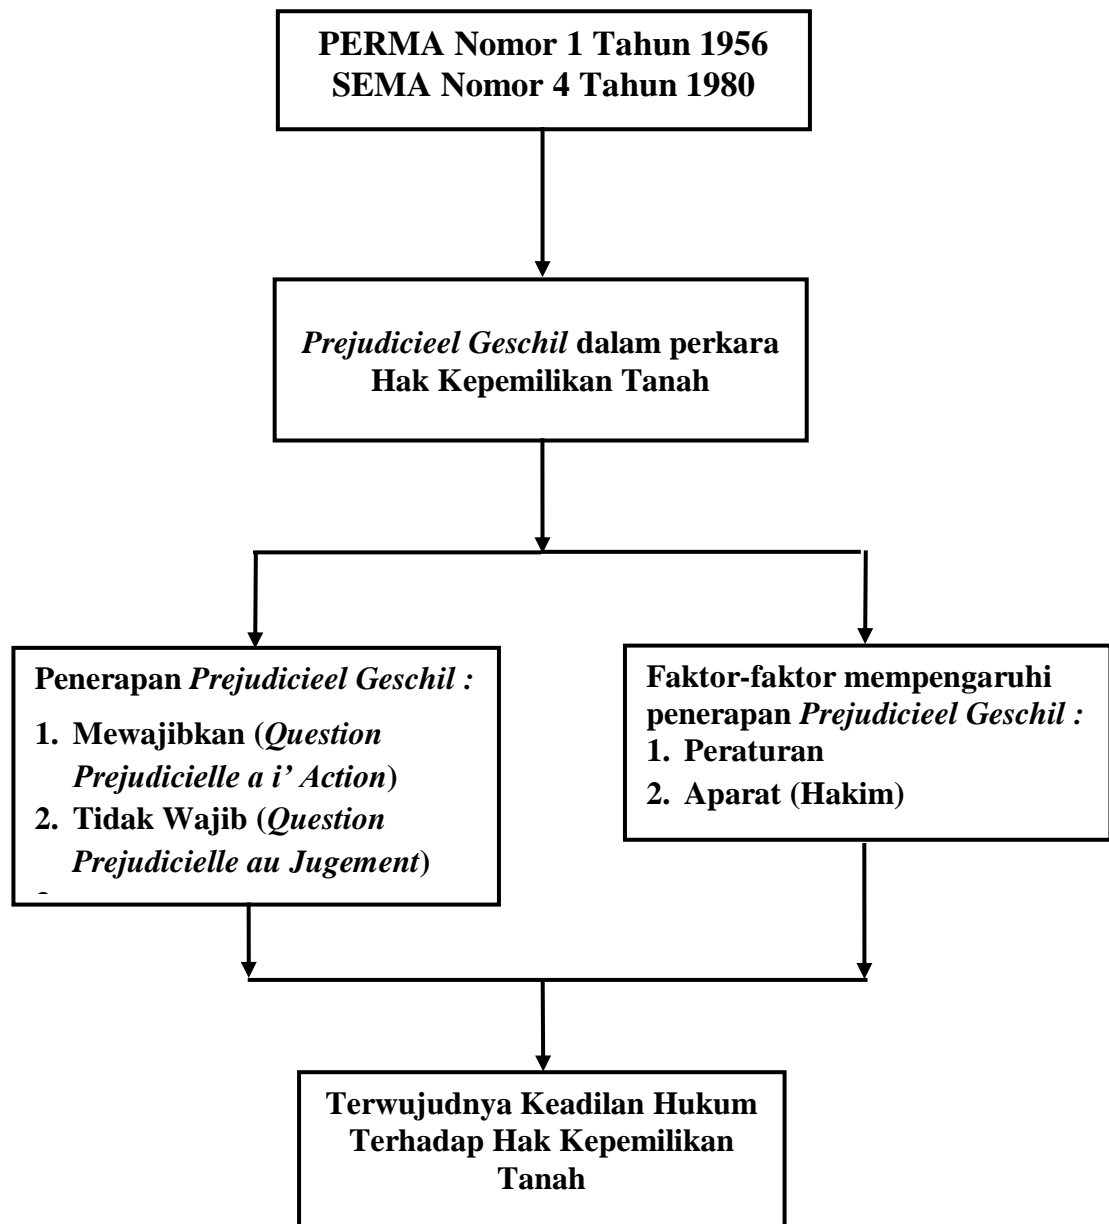 PERMA Nomor 1 Tahun 1956
SEMA Nomor 4 Tahun 1980
Prejudicieel Geschil dalam perkara
Hak Kepemilikan Tanah
Penerapan Prejudicieel Geschil :
1. Mewajibkan (Question
Prejudicielle a i’ Action)
2. Tidak Wajib (Question
Prejudicielle au Jugement)
Faktor-faktor mempengaruhi
penerapan Prejudicieel Geschil :
1. Peraturan
2. Aparat (Hakim)
Terwujudnya Keadilan Hukum
Terhadap Hak Kepemilikan
Tanah